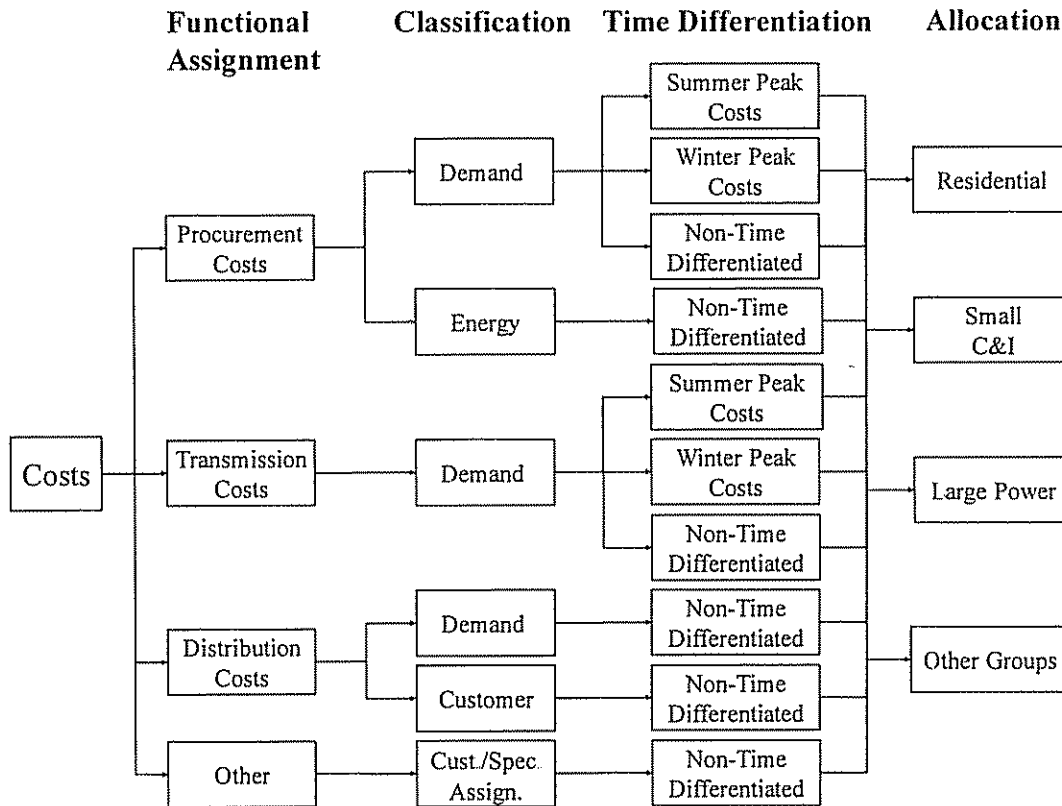 Functional
Assignment
Classification
Time Differentiation
Allocation
Summer Peak
Costs
Demand
Winter Peak
Costs
Residential
Procurement
Costs
Non-Time
Differentiated
Energy
Non-Time
Differentiated
Small
C&I
Summer Peak
Costs
Costs
Transmission
Costs
Demand
Winter Peak
Costs
Large Power
Non-Time
Differentiated
Demand
Non-Time
Differentiated
Distribution
Costs
Other Groups
Customer
Non-Time
Differentiated
Other
Cust./Spec.
Assign.
Non-Time
Differentiated